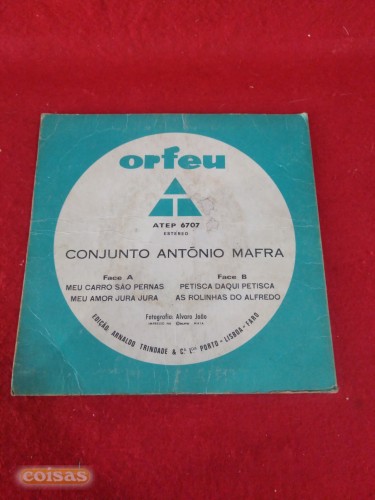 orfeu
ATEP 6707
ESTEREO
CONJUNTO ANTÓNIO MAFRA
Face A
MEU CARRO SÃO PERNAS
MEU AMOR JURA JURA
Face B
PETISCA DAQUI PETISCA
AS ROLINHAS DO ALFREDO
Fotografia: Alvaro João
EDIÇÃO ARNALDO TRINDADE & Cª Lda PORTO - LISBOA - FARO
coisas